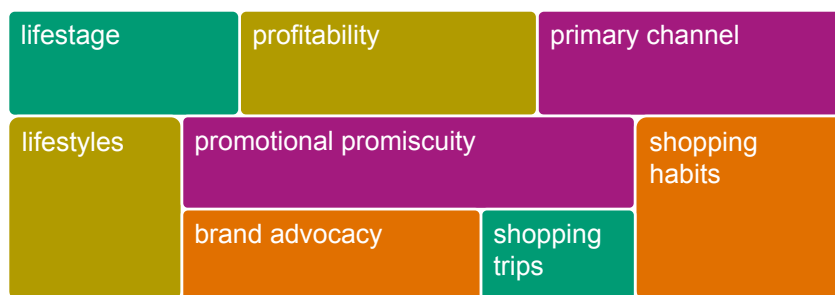 lifestage
profitability
primary channel
lifestyles
promotional promiscuity
shopping
habits
brand advocacy
shopping
trips